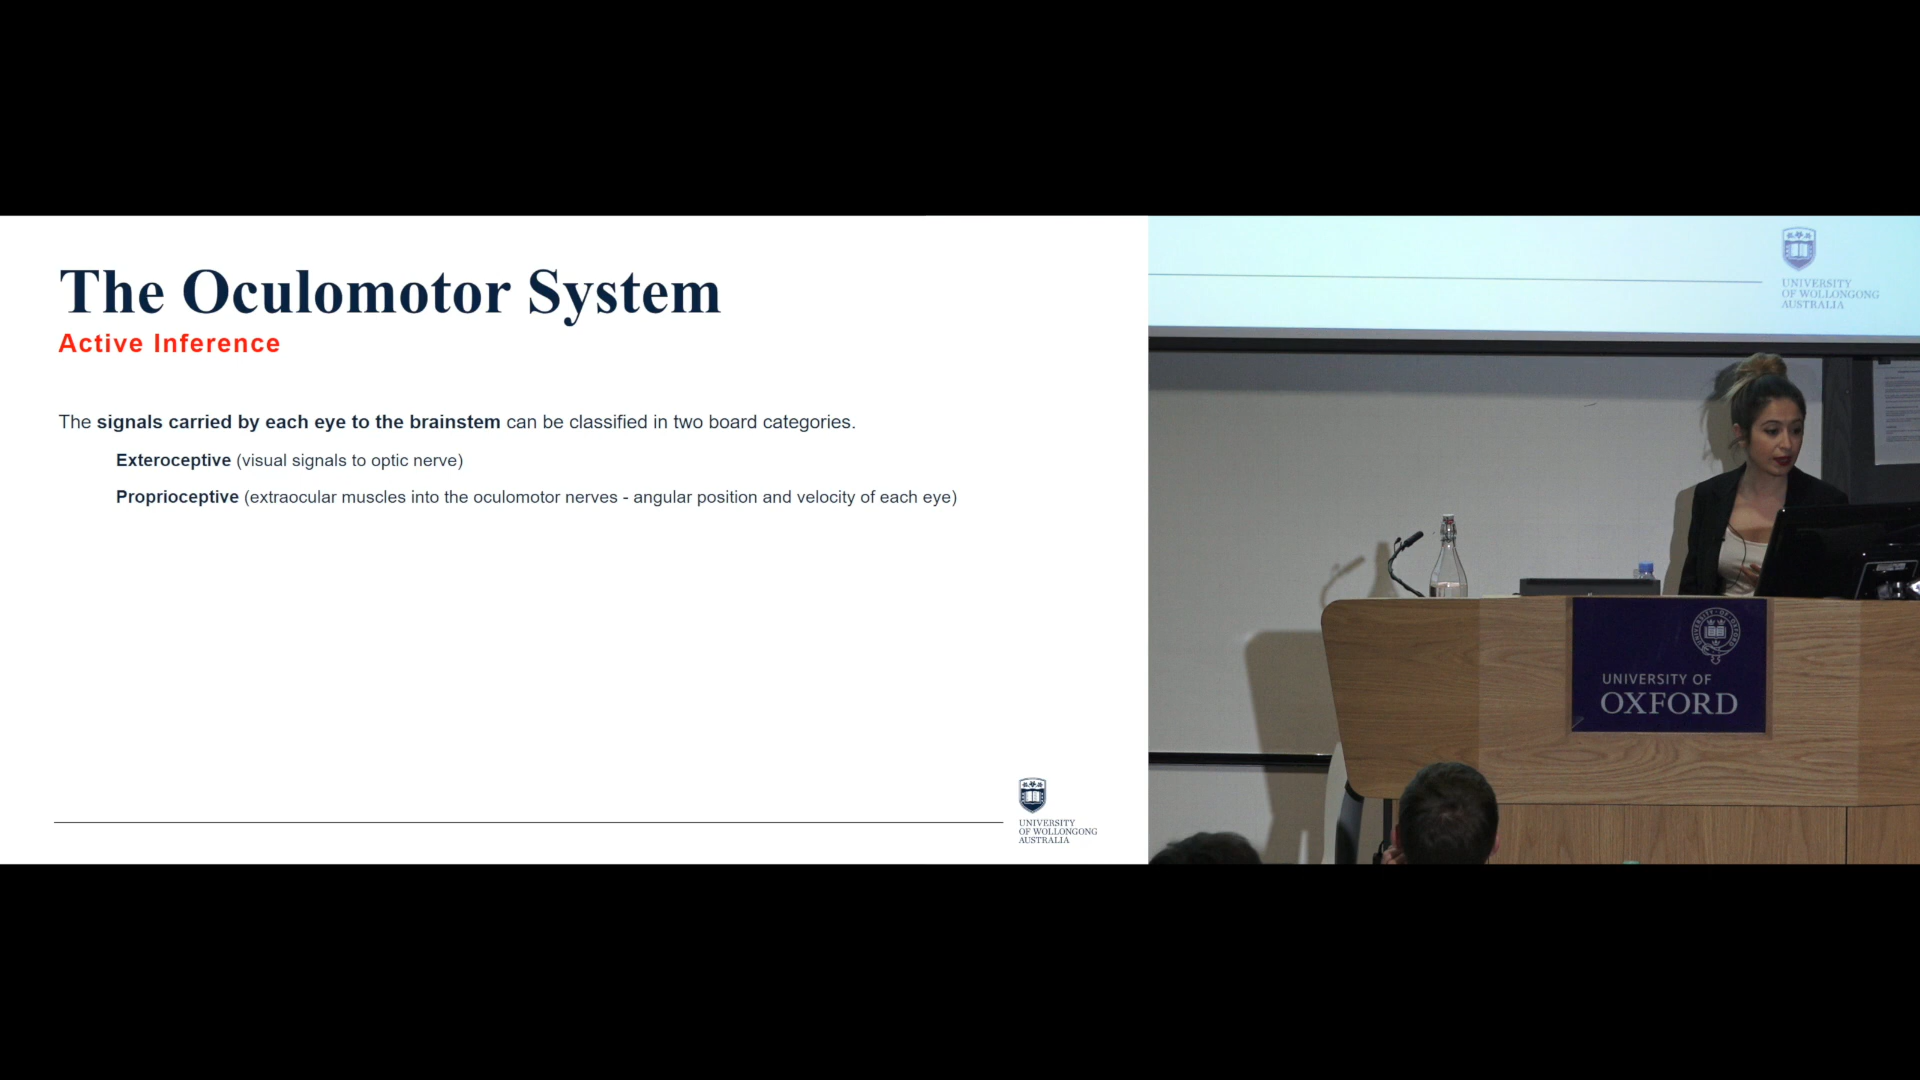 The Oculomotor System
Active Inference
The signals carried by each eye to the brainstem can be classified in two board categories.
Exteroceptive (visual signals to optic nerve)
Proprioceptive (extraocular muscles into the oculomotor nerves - angular position and velocity of each eye)
UNIVERSITY
OF WOLLONGONG
AUSTRALIA
UNIVERSITY
OF WOLLONGONG
AUSTRALIA
UNIVERSITY OF
OXFORD